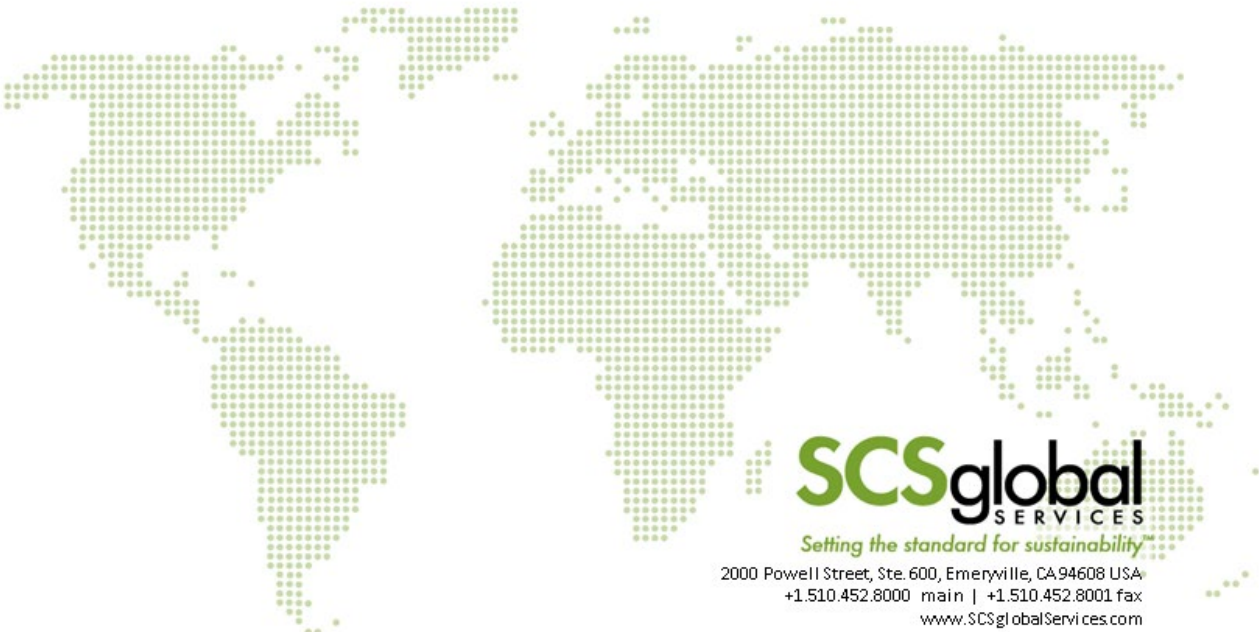 SCSglobal
SERVICES
Setting the standard for sustainability™
2000 Powell Street, Ste. 600, Emeryville, CA 94608 USA
+1.510.452.8000 main | +1.510.452.8001 fax
www.SCSglobalServices.com